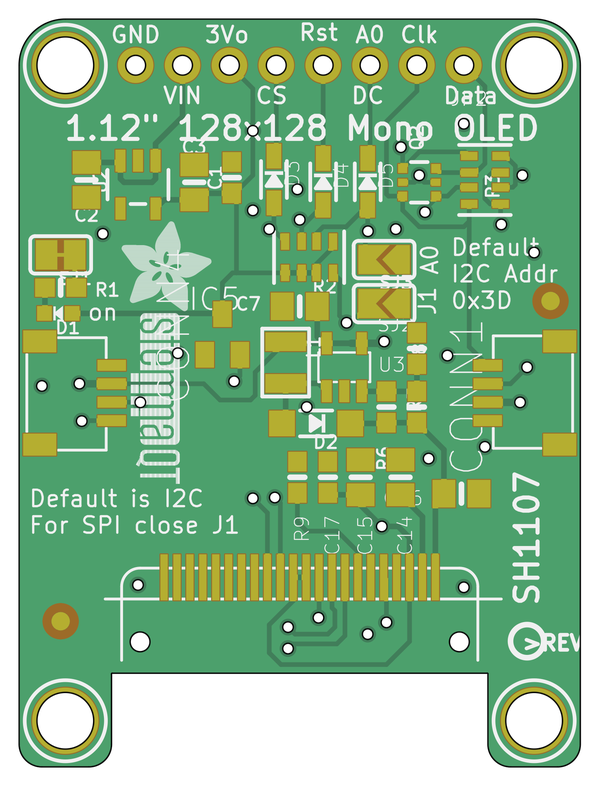 GND 3Vo Rst A0 Clk
VIN CS DC Data
1.12" 128x128 Mono OLED
C3
C1
D3
D4
D5
C2
Default
I2C Addr
0x3D
A0
J1
R1
on
D1
IC5
C7
R2
CONN1
U3
STEMMAQT
D2
R6
Default is I2C
For SPI close J1
R9
C17
C15
C14
SH1107
>REV